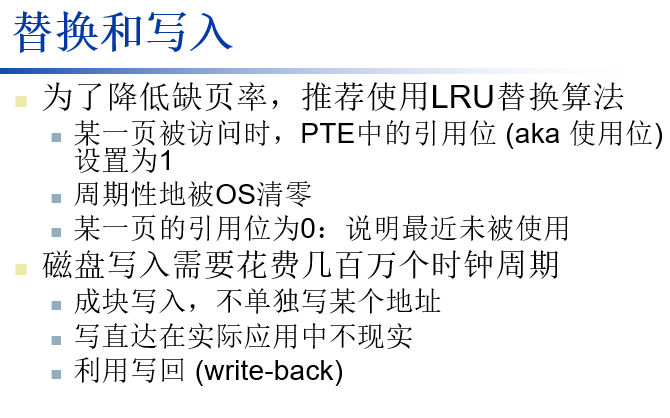 替换和写入
为了降低缺页率，推荐使用LRU替换算法
某一页被访问时，PTE中的引用位 (aka 使用位)
设置为1
周期性地被OS清零
某一页的引用位为0：说明最近未被使用
磁盘写入需要花费几百万个时钟周期
成块写入，不单独写某个地址
写直达在实际应用中不现实
利用写回 (write-back)